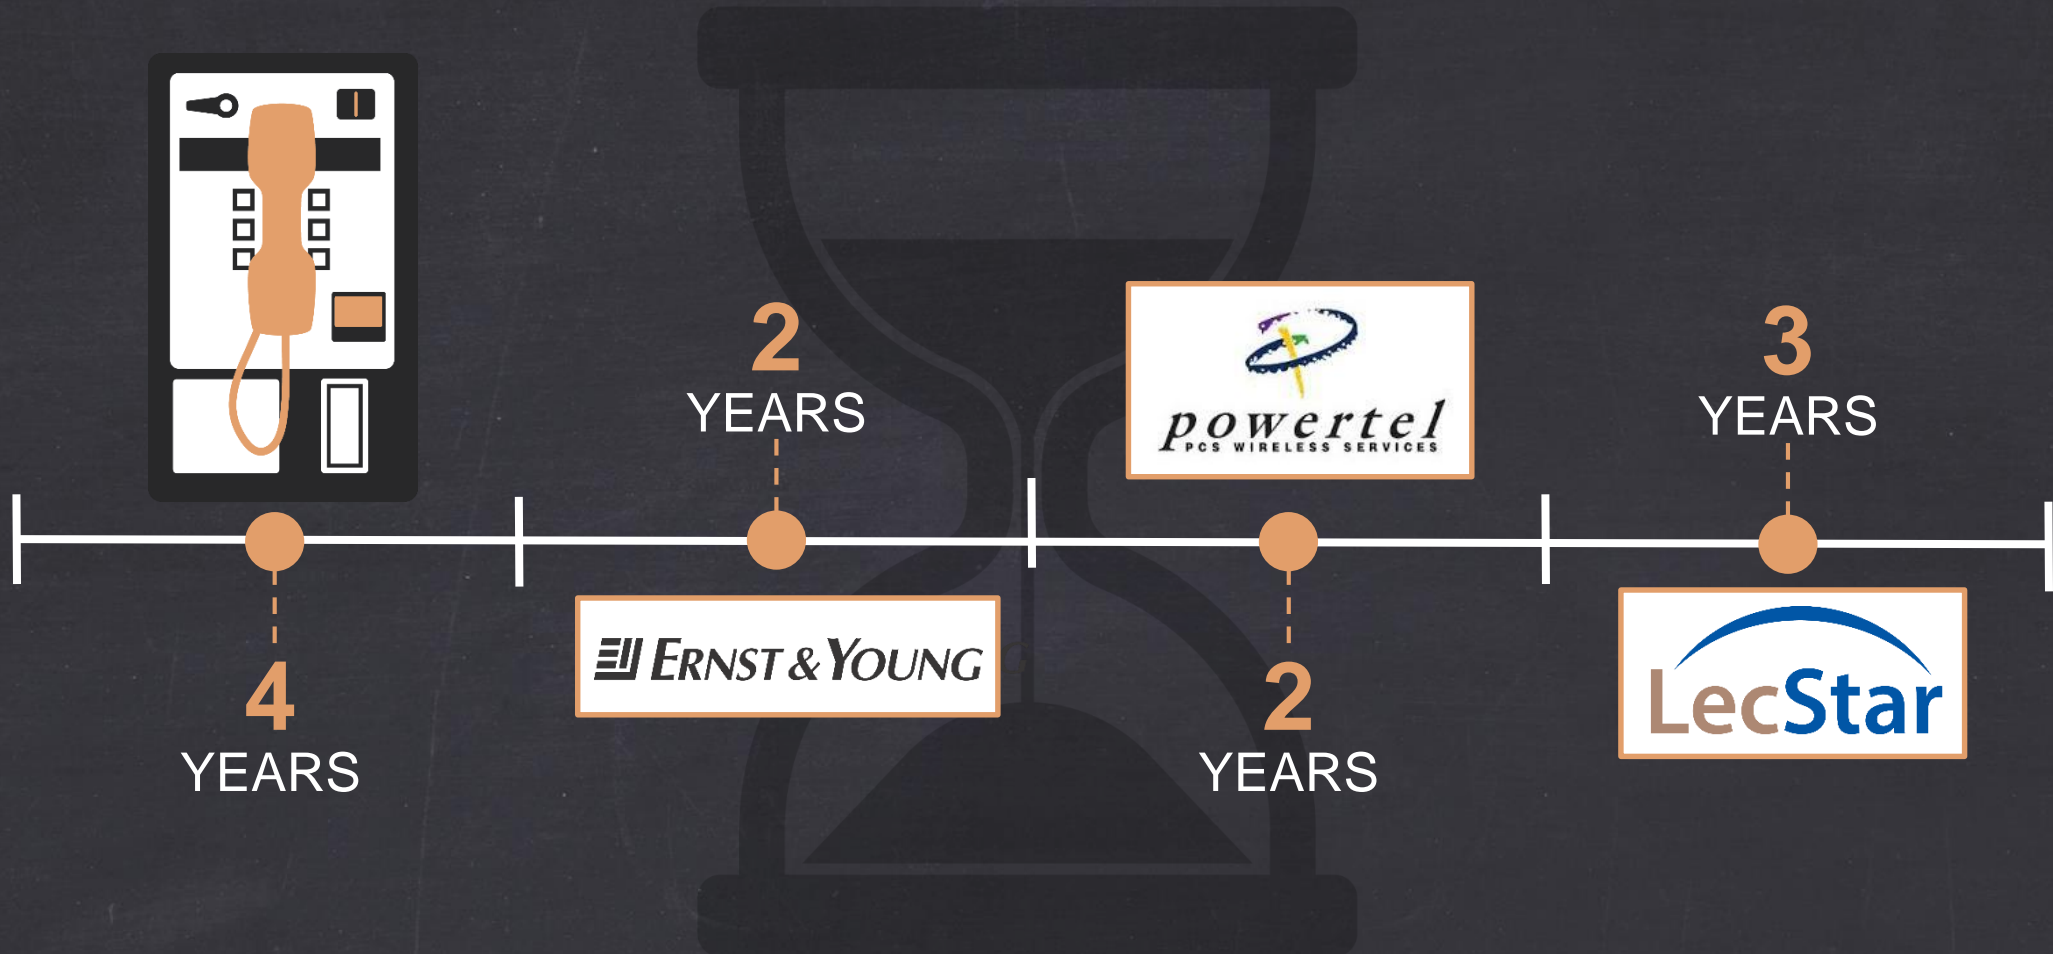 4
YEARS
2
YEARS
ERNST & YOUNG
powertel
PCS WIRELESS SERVICES
2
YEARS
3
YEARS
LecStar